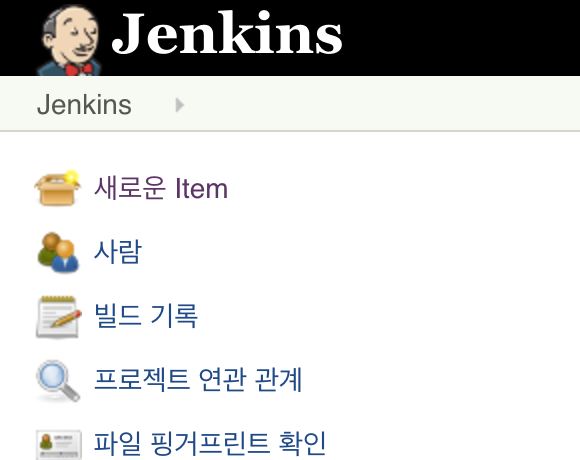 Jenkins
Jenkins
새로운 Item
사람
빌드 기록
프로젝트 연관 관계
파일 핑거프린트 확인